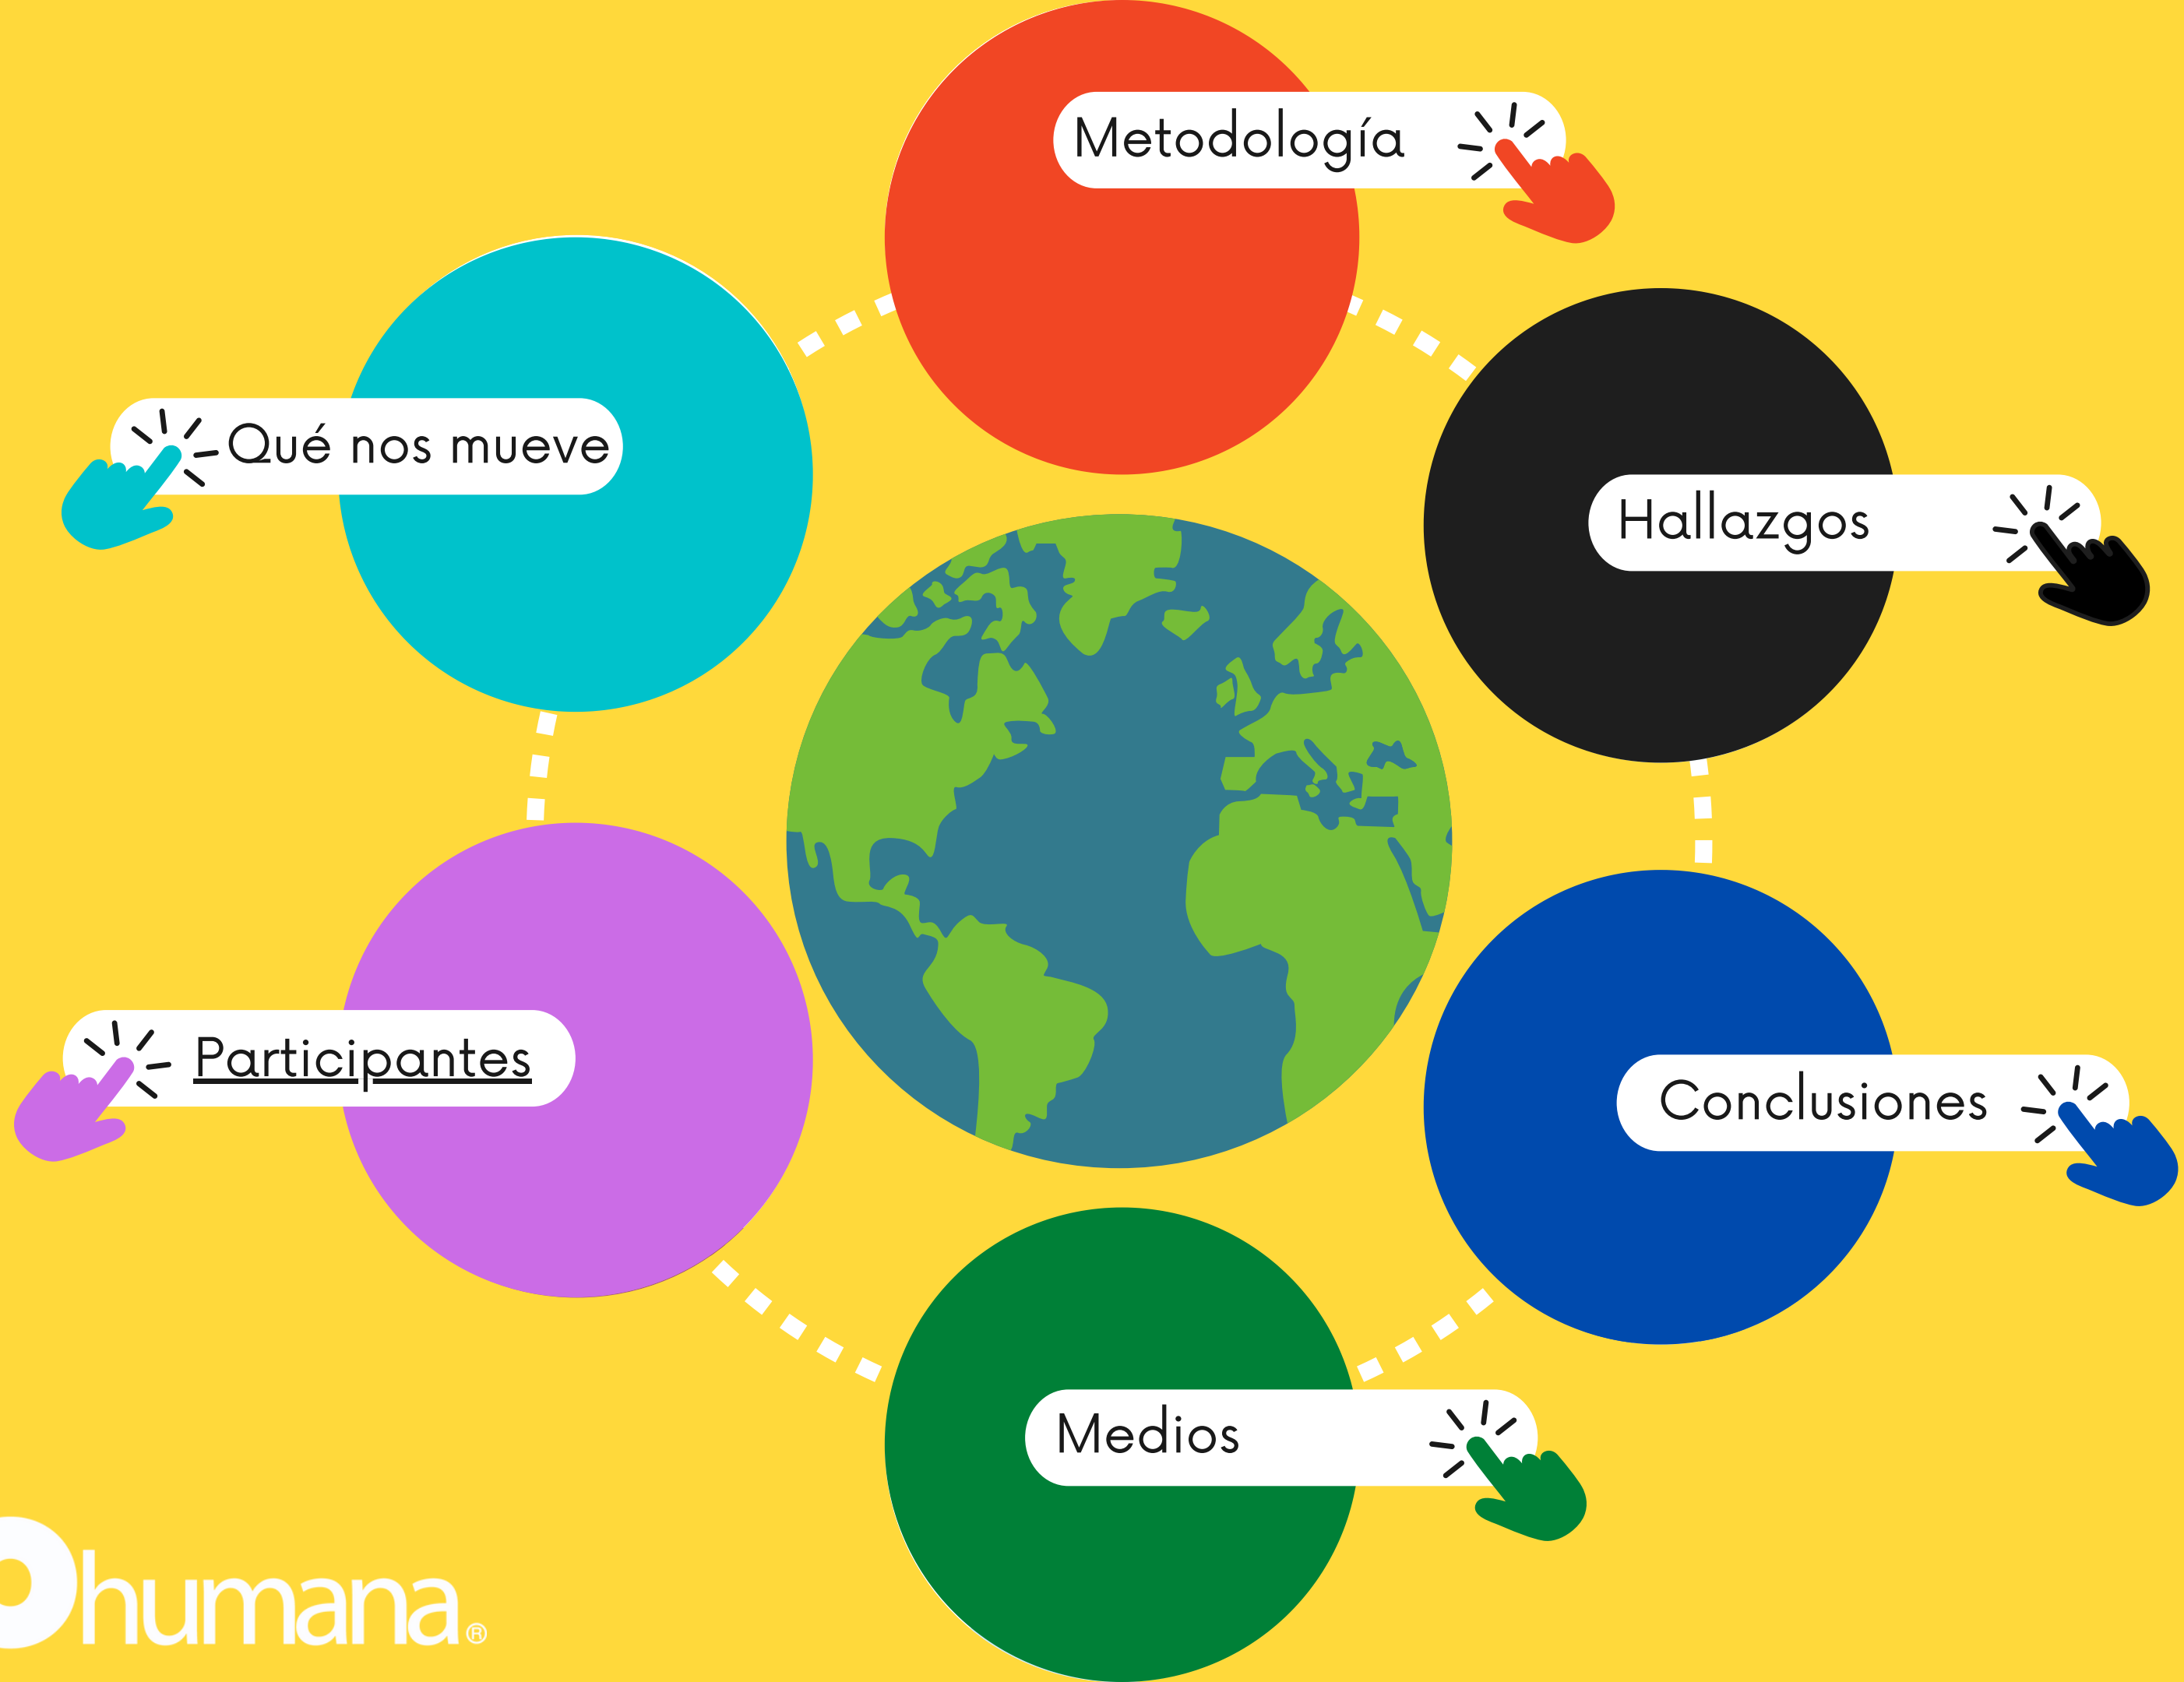 Metodología
Qué nos mueve
Hallazgos
Participantes
Conclusiones
Medios
humana®